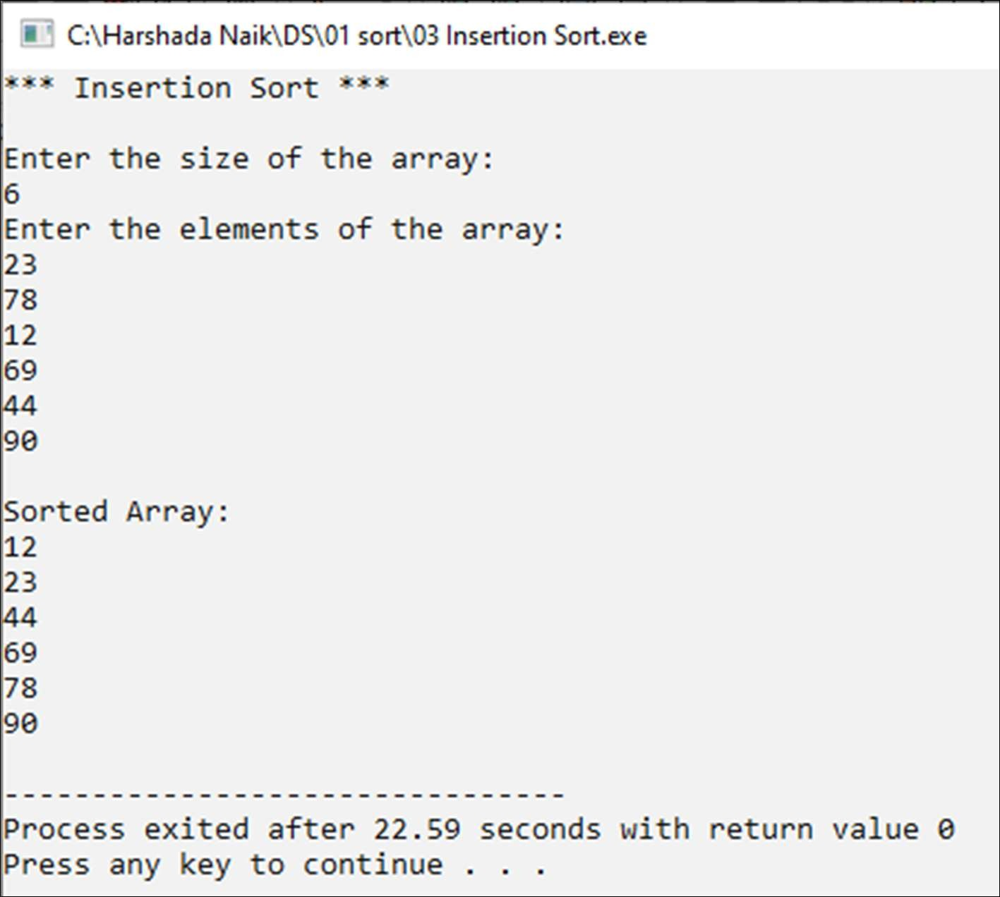 C:\Harshada Naik\DS\01 sort\03 Insertion Sort.exe
*** Insertion Sort ***
Enter the size of the array:
6
Enter the elements of the array:
23
78
12
69
44
90
Sorted Array:
12
23
44
69
78
90
--------------------------------
Process exited after 22.59 seconds with return value 0
Press any key to continue . . .